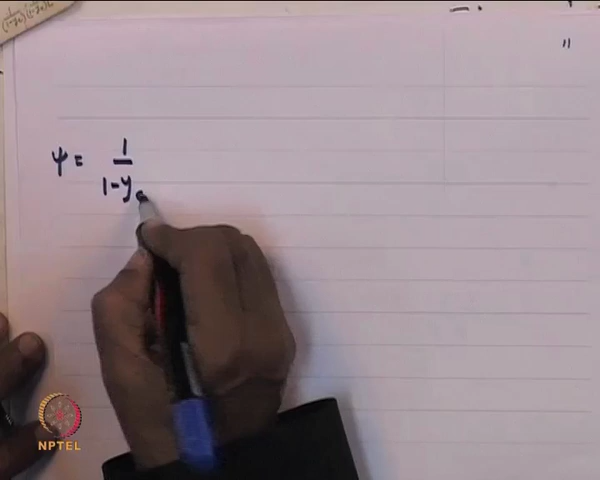 ψ = 1
1-y
"
NPTEL